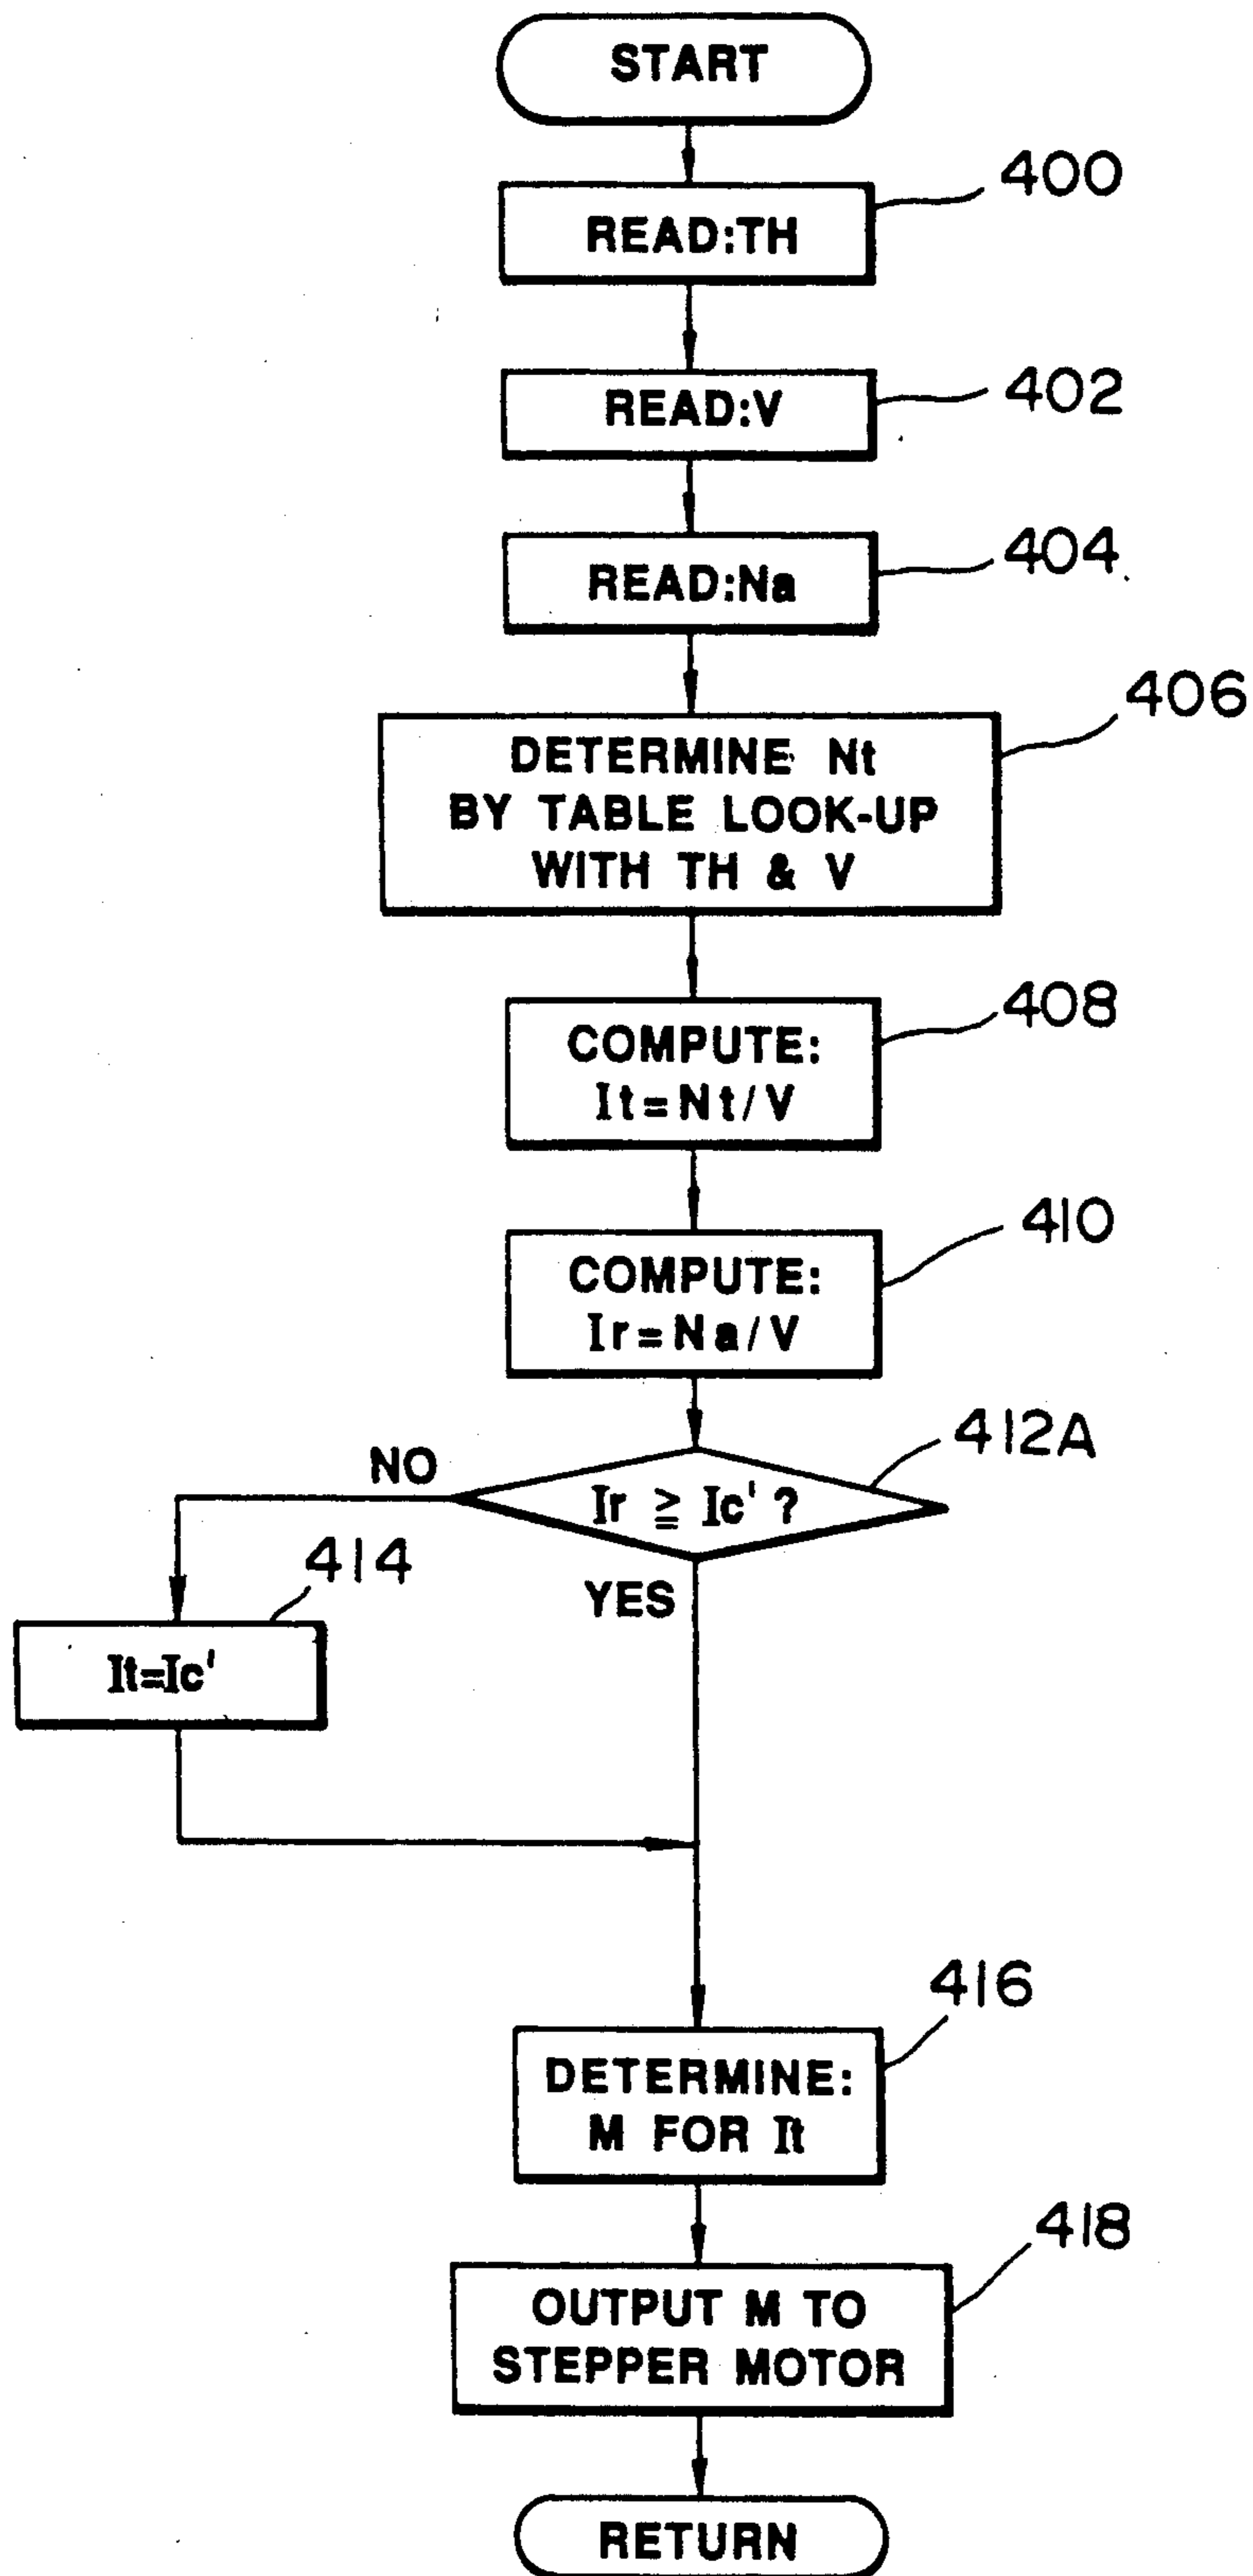 START
400
READ:TH
402
READ:V
404
READ:Na
406
DETERMINE Nt
BY TABLE LOOK-UP
WITH TH & V
408
COMPUTE:
It=Nt/V
410
COMPUTE:
Ir=Na/V
412A
NO
Ir ≧ Ic' ?
YES
414
It=Ic'
416
DETERMINE:
M FOR It
418
OUTPUT M TO
STEPPER MOTOR
RETURN